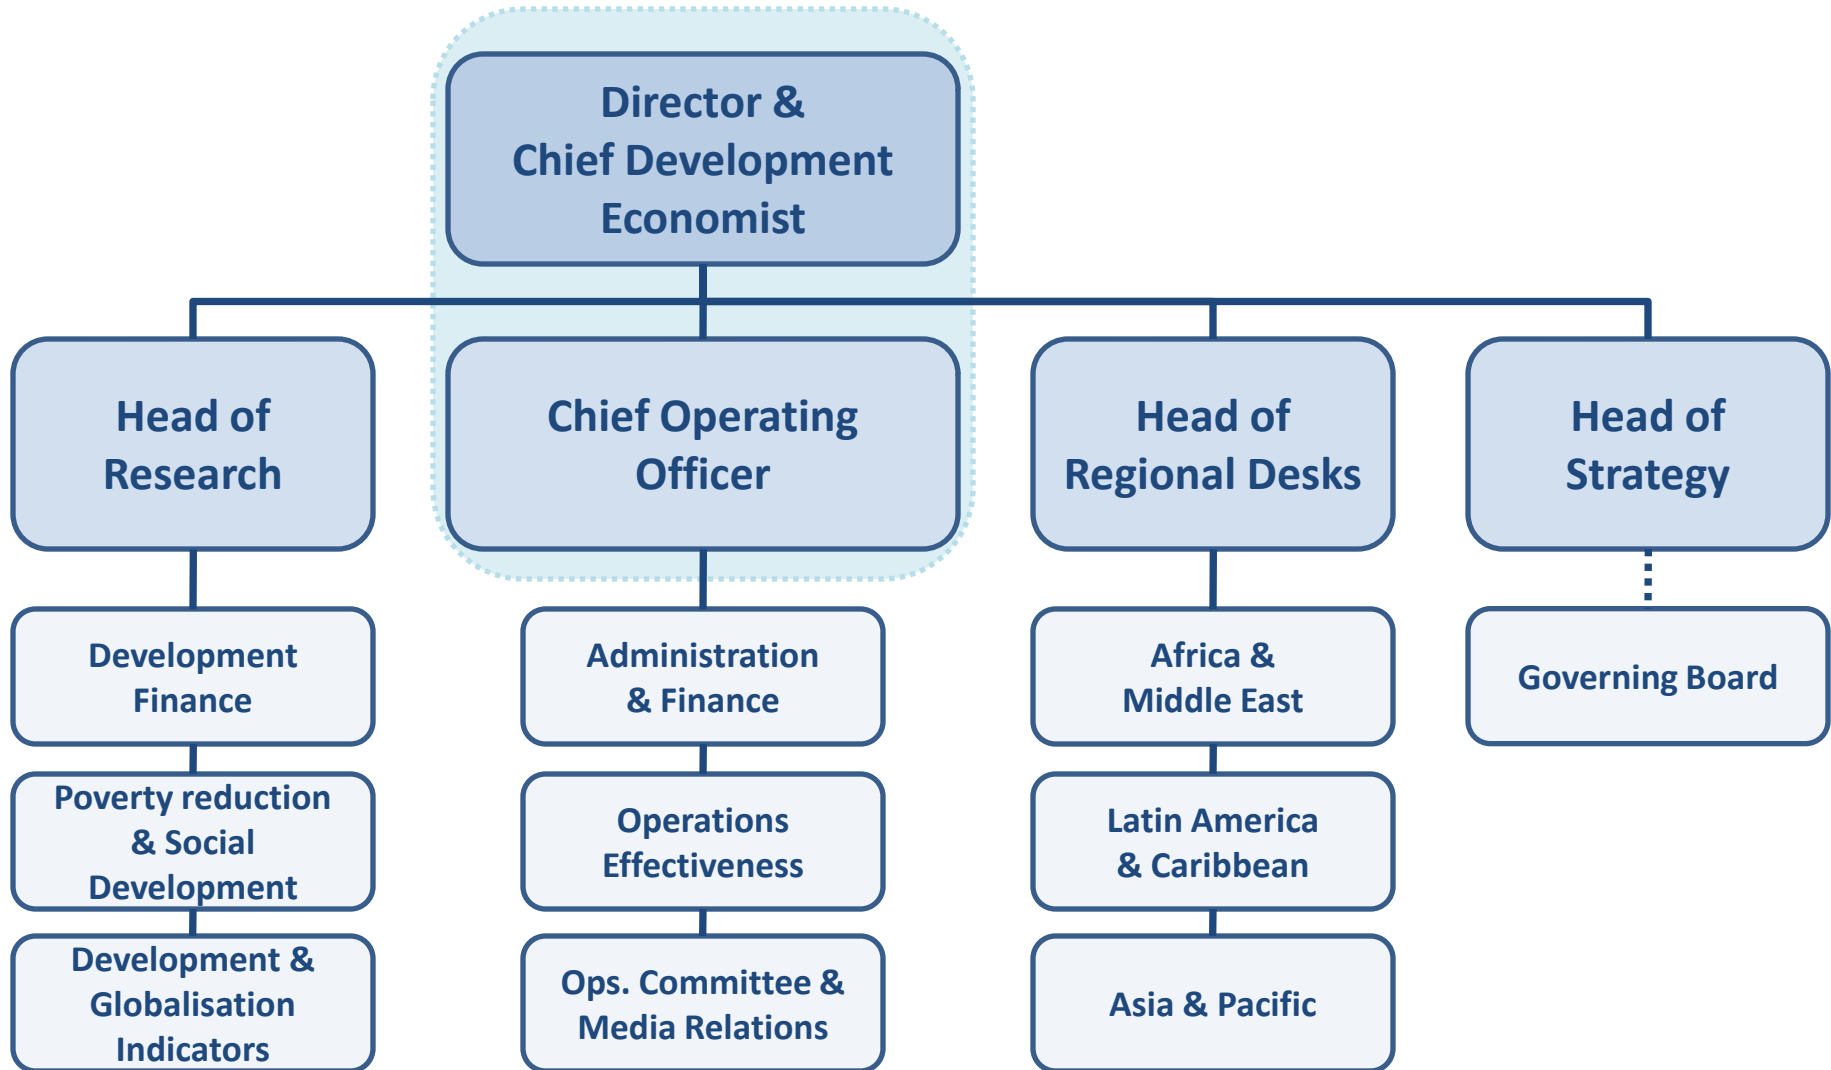 Director &
Chief Development
Economist
Head of
Research
Chief Operating
Officer
Head of
Regional Desks
Head of
Strategy
Development
Finance
Administration
& Finance
Africa &
Middle East
Governing Board
Poverty reduction
& Social
Development
Operations
Effectiveness
Latin America
& Caribbean
Development &
Globalisation
Indicators
Ops. Committee &
Media Relations
Asia & Pacific